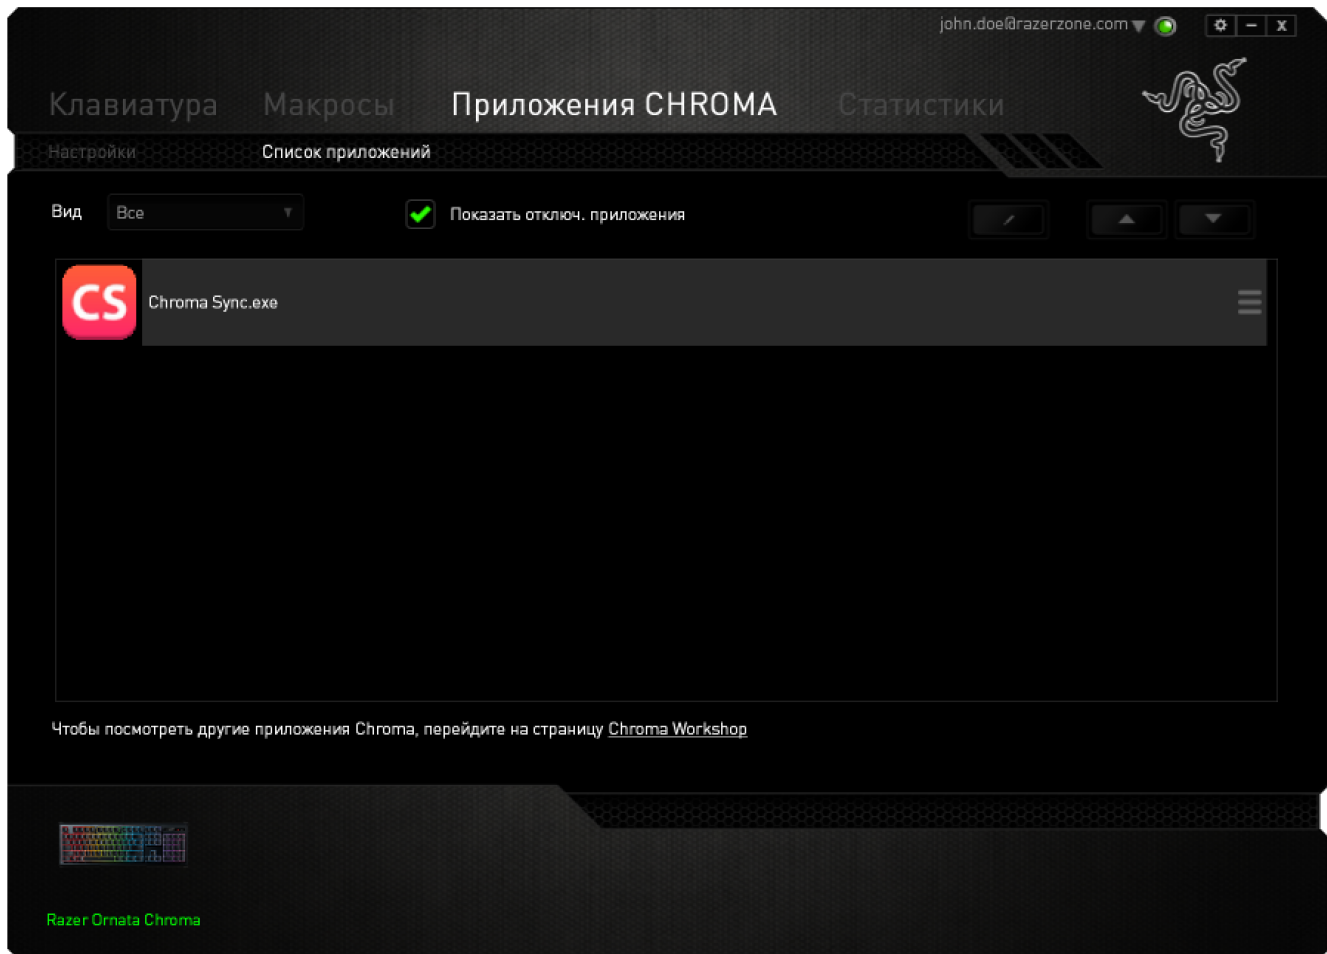 john.doe@razerzone.com
Клавиатура Макросы Приложения CHROMA Статистики
Настройки Список приложений
Вид Все Показать отключ. приложения
CS Chroma Sync.exe
Чтобы посмотреть другие приложения Chroma, перейдите на страницу Chroma Workshop
Razer Ornata Chroma